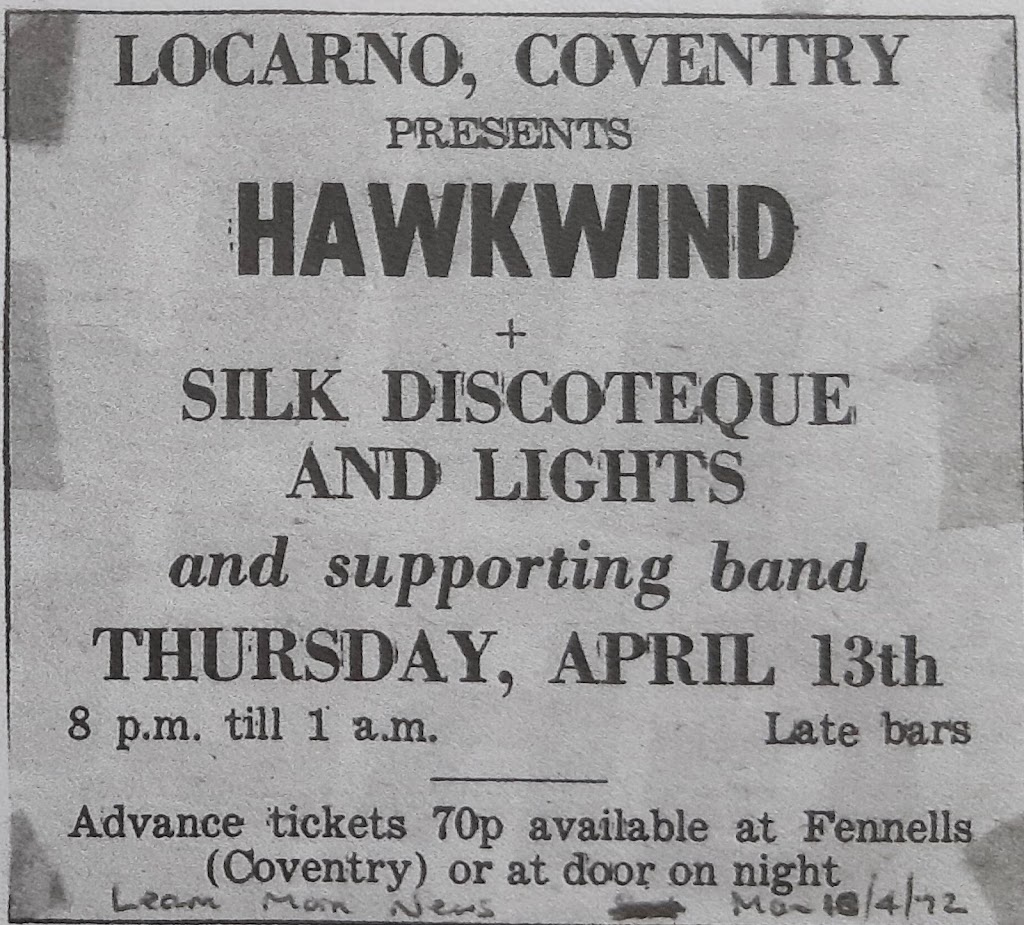 LOCARNO, COVENTRY
PRESENTS
HAWKWIND
+
SILK DISCOTEQUE
AND LIGHTS
and supporting band
THURSDAY, APRIL 13th
8 p.m. till 1 a.m. Late bars
Advance tickets 70p available at Fennells
(Coventry) or at door on night
Leam Morn News Mon 10/4/72